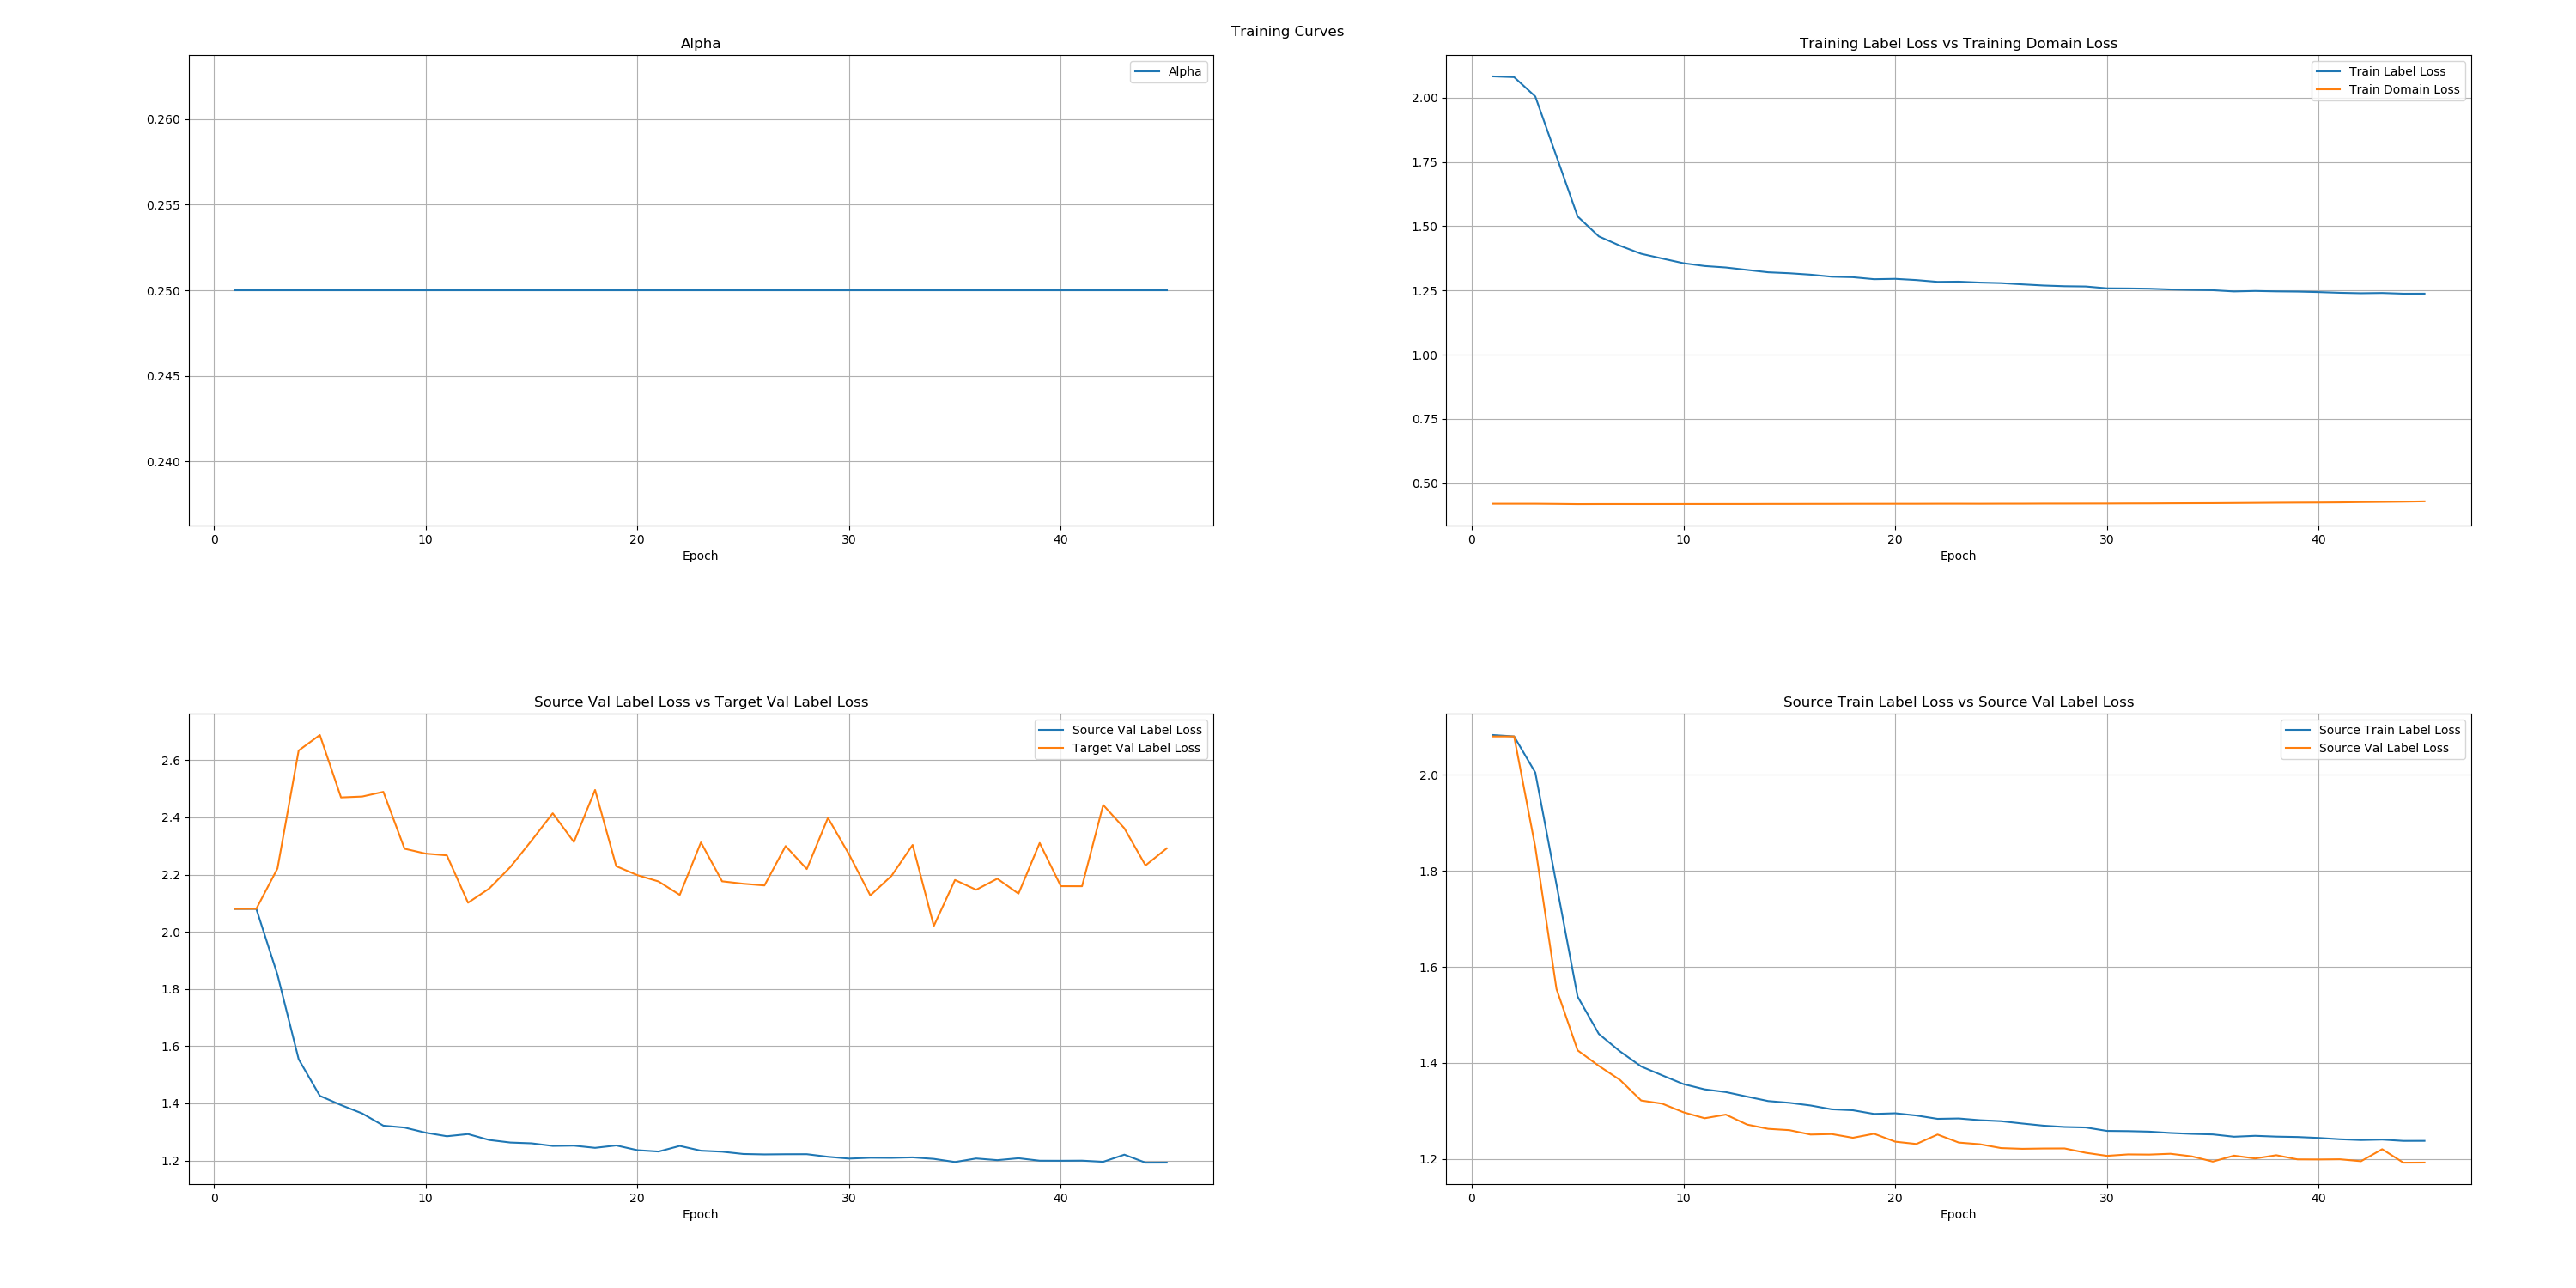 Training Curves
Alpha
Alpha
0.260
0.255
0.250
0.245
0.240
0
10
20
30
40
Epoch
Training Label Loss vs Training Domain Loss
Train Label Loss
Train Domain Loss
2.00
1.75
1.50
1.25
1.00
0.75
0.50
0
10
20
30
40
Epoch
Source Val Label Loss vs Target Val Label Loss
Source Val Label Loss
Target Val Label Loss
2.6
2.4
2.2
2.0
1.8
1.6
1.4
1.2
0
10
20
30
40
Epoch
Source Train Label Loss vs Source Val Label Loss
Source Train Label Loss
Source Val Label Loss
2.0
1.8
1.6
1.4
1.2
0
10
20
30
40
Epoch